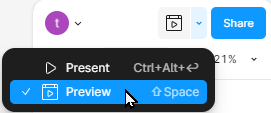 t
Share
21%
Present Ctrl+Alt+↩
Preview ⇧Space